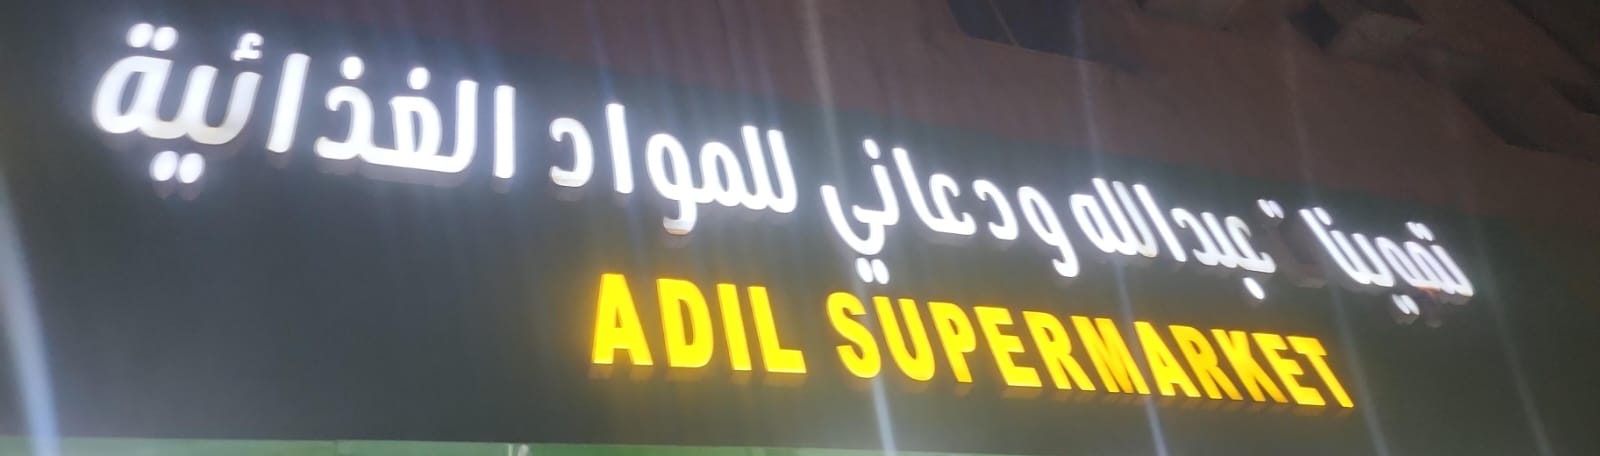 تموينات عبدالله ودعاني للمواد الغذائية
ADIL SUPERMARKET